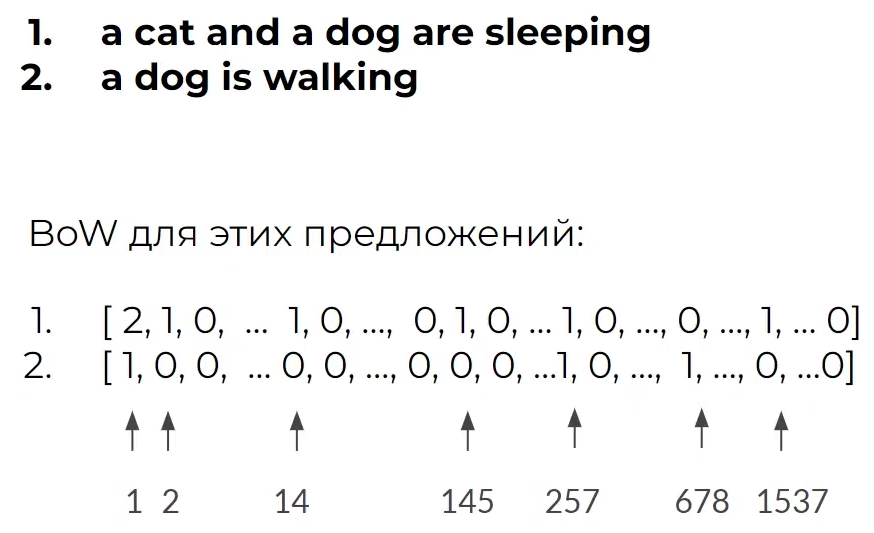 1. a cat and a dog are sleeping
2. a dog is walking
BoW для этих предложений:
1. [ 2, 1, 0, ... 1, 0, ..., 0, 1, 0, ... 1, 0, ..., 0, ..., 1, ... 0]
2. [ 1, 0, 0, ... 0, 0, ..., 0, 0, 0, ...1, 0, ..., 1, ..., 0, ...0]
1 2 14 145 257 678 1537